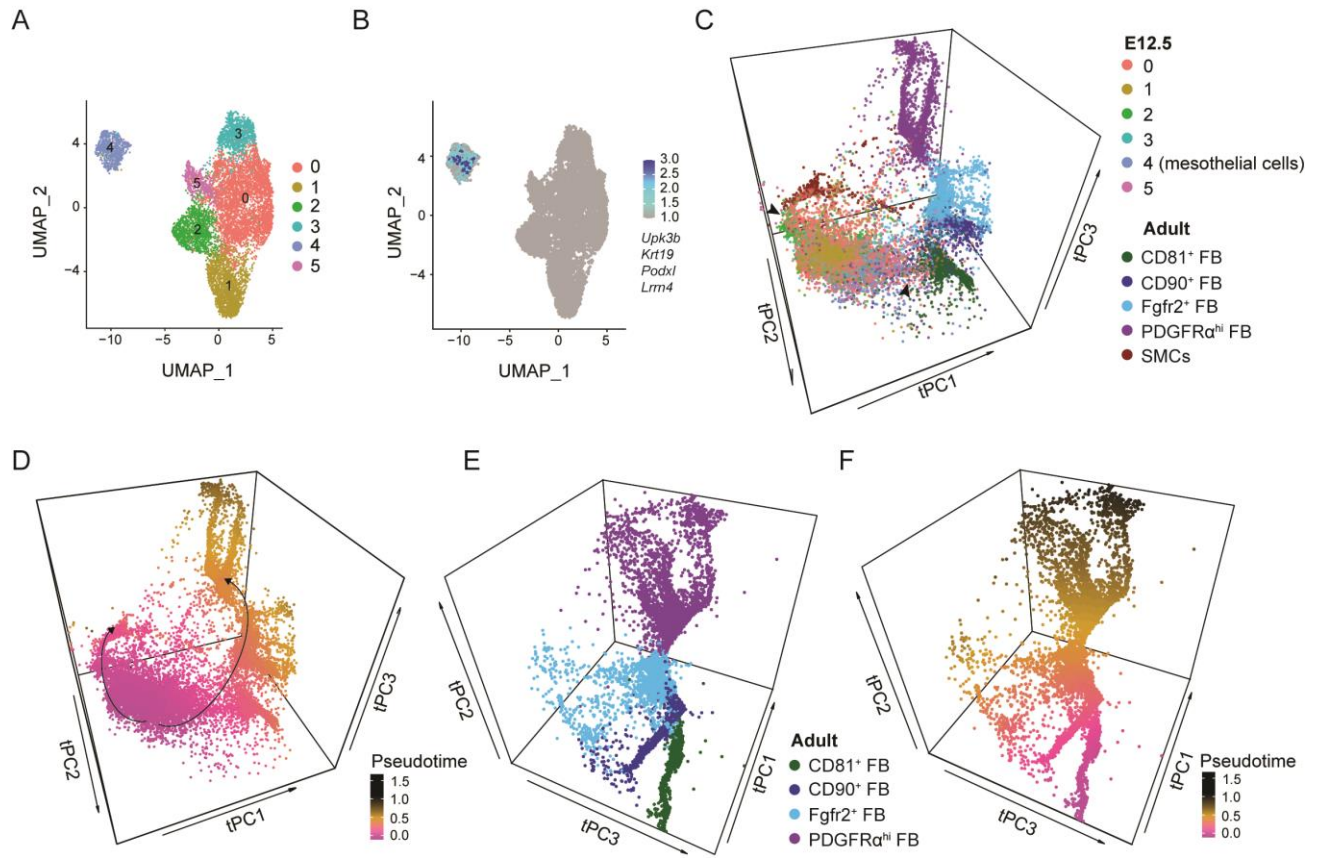 A
4
0
−4
UMAP_2
−10
−5
0
5
UMAP_1
0
1
2
3
4
5
0
1
2
3
4
5
B
4
0
−4
UMAP_2
−10
−5
0
5
UMAP_1
3.0
2.5
2.0
1.5
1.0
Upk3b
Krt19
Podxl
Lrrn4
C
tPC2
tPC1
tPC3
E12.5
0
1
2
3
4 (mesothelial cells)
5
Adult
CD81⁺ FB
CD90⁺ FB
Fgfr2⁺ FB
PDGFRαʰⁱ FB
SMCs
D
tPC2
tPC1
tPC3
Pseudotime
1.5
1.0
0.5
0.0
E
tPC2
tPC3
tPC1
Adult
CD81⁺ FB
CD90⁺ FB
Fgfr2⁺ FB
PDGFRαʰⁱ FB
F
tPC2
tPC3
tPC1
Pseudotime
1.5
1.0
0.5
0.0